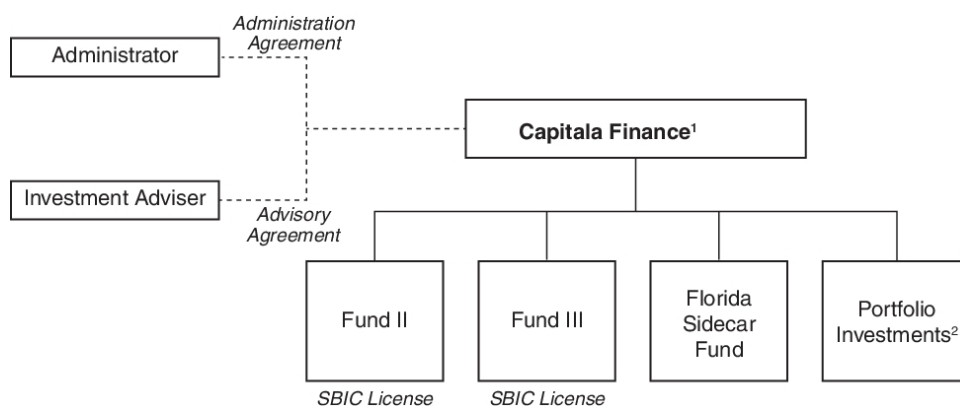 Administration
Agreement
Administrator
Capitala Finance¹
Investment Adviser
Advisory
Agreement
Fund II
Fund III
Florida
Sidecar
Fund
Portfolio
Investments²
SBIC License
SBIC License